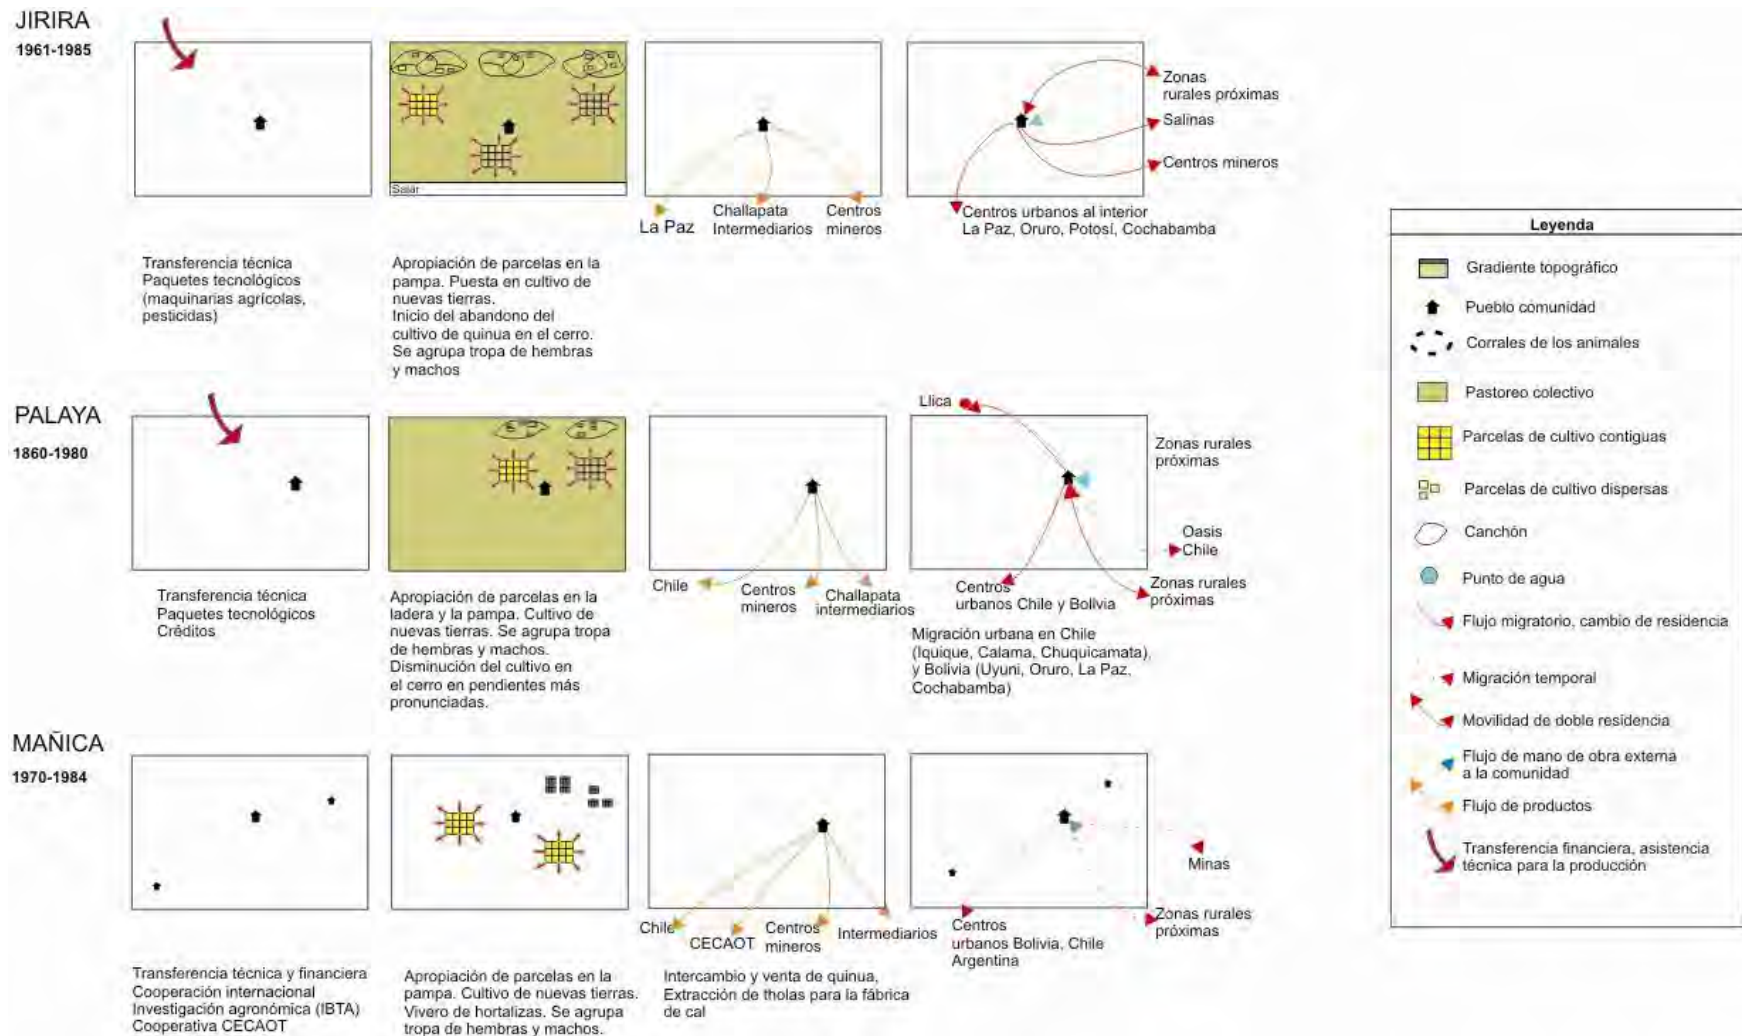 JIRIRA
1961-1985
Salar
La Paz
Challapata
Intermediarios
Centros
mineros
Zonas
rurales próximas
Salinas
Centros mineros
Centros urbanos al interior
La Paz, Oruro, Potosí, Cochabamba
Transferencia técnica
Paquetes tecnológicos
(maquinarias agrícolas,
pesticidas)
Apropiación de parcelas en la
pampa. Puesta en cultivo de
nuevas tierras.
Inicio del abandono del
cultivo de quinua en el cerro.
Se agrupa tropa de hembras
y machos
PALAYA
1860-1980
Chile
Centros
mineros
Challapata
intermediarios
Llica
Zonas rurales
próximas
Oasis
Chile
Zonas rurales
próximas
Centros
urbanos Chile y Bolivia
Transferencia técnica
Paquetes tecnológicos
Créditos
Apropiación de parcelas en la
ladera y la pampa. Cultivo de
nuevas tierras. Se agrupa tropa
de hembras y machos.
Disminución del cultivo en
el cerro en pendientes más
pronunciadas.
Migración urbana en Chile
(Iquique, Calama, Chuquicamata),
y Bolivia (Uyuni, Oruro, La Paz,
Cochabamba)
MAÑICA
1970-1984
Chile
CECAOT
Centros
mineros
Intermediarios
Minas
Zonas rurales
próximas
Centros
urbanos Bolivia, Chile
Argentina
Transferencia técnica y financiera
Cooperación internacional
Investigación agronómica (IBTA)
Cooperativa CECAOT
Apropiación de parcelas en la
pampa. Cultivo de nuevas tierras.
Vivero de hortalizas. Se agrupa
tropa de hembras y machos.
Intercambio y venta de quinua,
Extracción de tholas para la fábrica
de cal
Leyenda
Gradiente topográfico
Pueblo comunidad
Corrales de los animales
Pastoreo colectivo
Parcelas de cultivo contiguas
Parcelas de cultivo dispersas
Canchón
Punto de agua
Flujo migratorio, cambio de residencia
Migración temporal
Movilidad de doble residencia
Flujo de mano de obra externa
a la comunidad
Flujo de productos
Transferencia financiera, asistencia
técnica para la producción